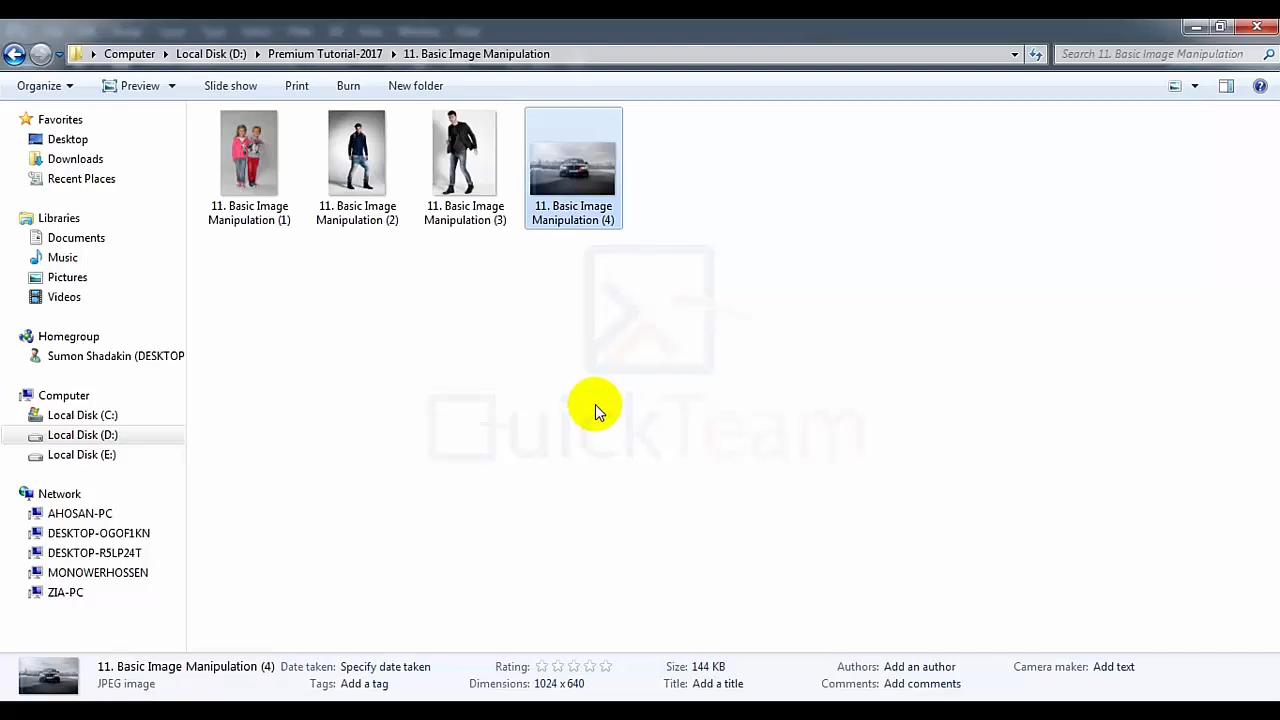 Computer Local Disk (D:) Premium Tutorial-2017 11. Basic Image Manipulation
Search 11. Basic Image Manipulation
Organize Preview Slide show Print Burn New folder
Favorites
Desktop
Downloads
Recent Places
Libraries
Documents
Music
Pictures
Videos
Homegroup
Sumon Shadakin (DESKTOP
Computer
Local Disk (C:)
Local Disk (D:)
Local Disk (E:)
Network
AHOSAN-PC
DESKTOP-OGOF1KN
DESKTOP-R5LP24T
MONOWERHOSSEN
ZIA-PC
11. Basic Image
Manipulation (1)
11. Basic Image
Manipulation (2)
11. Basic Image
Manipulation (3)
11. Basic Image
Manipulation (4)
QuickTeam
11. Basic Image Manipulation (4) Date taken: Specify date taken Rating: Size: 144 KB Authors: Add an author Camera maker: Add text
JPEG image Tags: Add a tag Dimensions: 1024 x 640 Title: Add a title Comments: Add comments